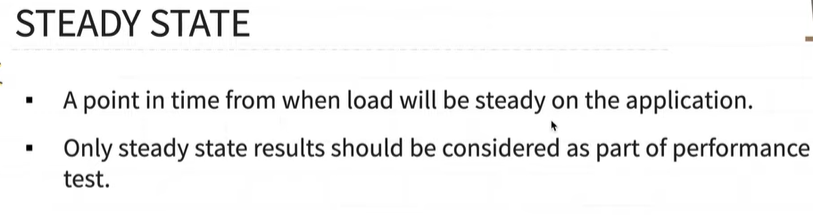 STEADY STATE
▪ A point in time from when load will be steady on the application.
▪ Only steady state results should be considered as part of performance
test.